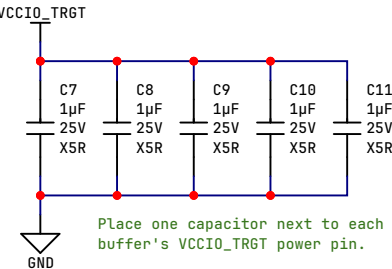 VCCIO_TRGT
C7
1µF
25V
X5R
C8
1µF
25V
X5R
C9
1µF
25V
X5R
C10
1µF
25V
X5R
C11
1µF
25V
X5R
Place one capacitor next to each
buffer's VCCIO_TRGT power pin.
GND